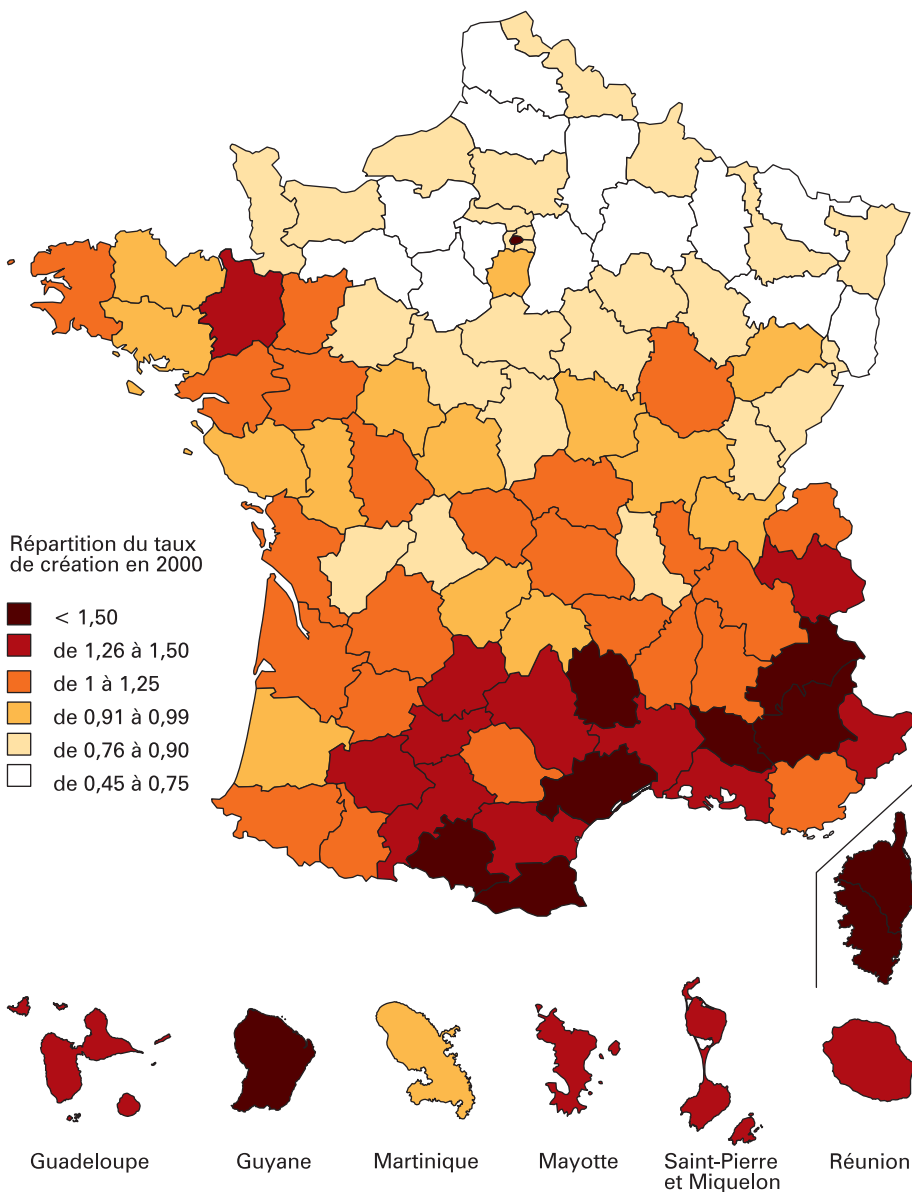 Répartition du taux
de création en 2000
< 1,50
de 1,26 à 1,50
de 1 à 1,25
de 0,91 à 0,99
de 0,76 à 0,90
de 0,45 à 0,75
Guadeloupe
Guyane
Martinique
Mayotte
Saint-Pierre
et Miquelon
Réunion